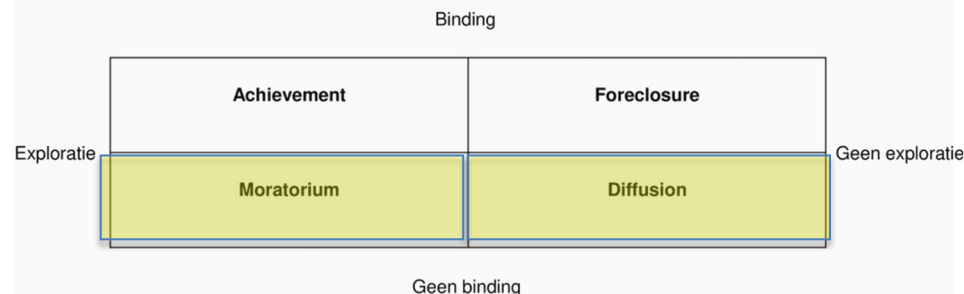 Binding
Achievement Foreclosure
Exploratie Geen exploratie
Moratorium Diffusion
Geen binding